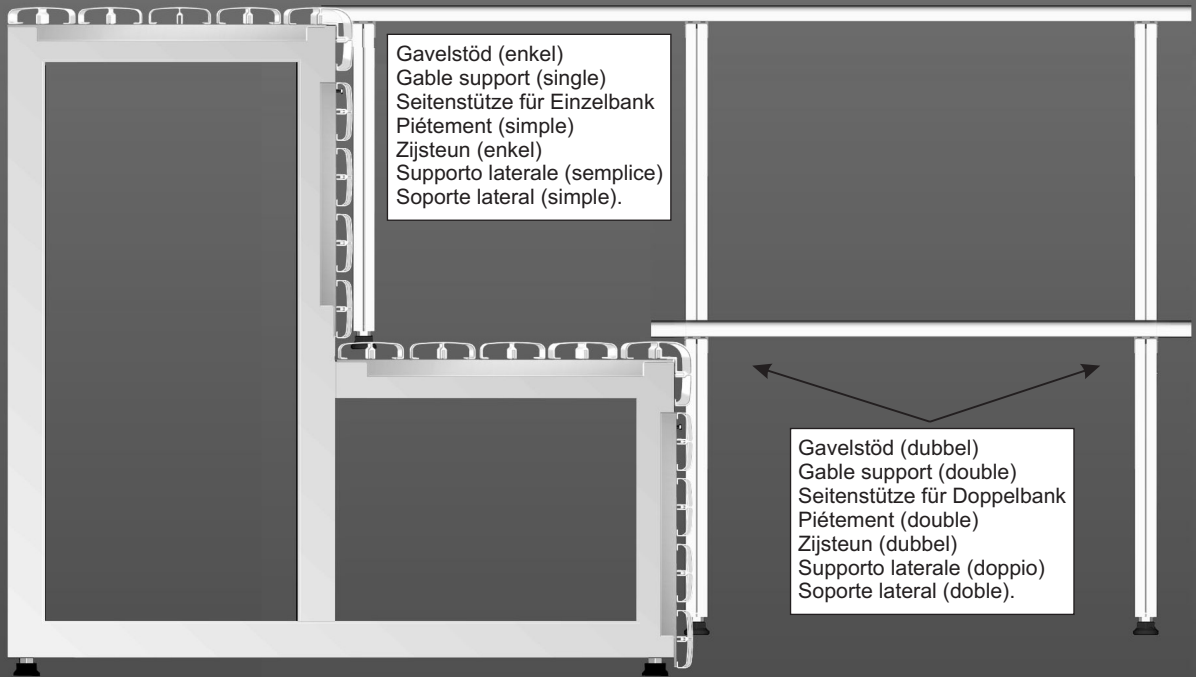 Gavelstöd (enkel)
Gable support (single)
Seitenstütze für Einzelbank
Piétement (simple)
Zijsteun (enkel)
Supporto laterale (semplice)
Soporte lateral (simple).
Gavelstöd (dubbel)
Gable support (double)
Seitenstütze für Doppelbank
Piétement (double)
Zijsteun (dubbel)
Supporto laterale (doppio)
Soporte lateral (doble).